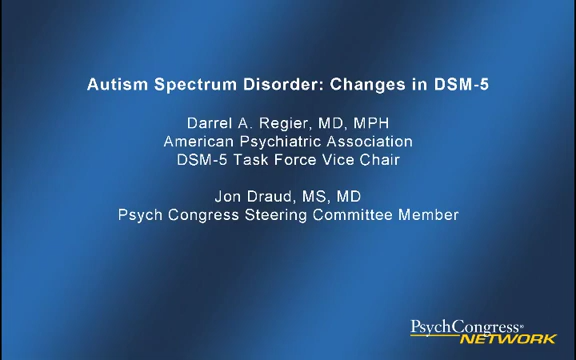 Autism Spectrum Disorder: Changes in DSM-5
Darrel A. Regier, MD, MPH
American Psychiatric Association
DSM-5 Task Force Vice Chair
Jon Draud, MS, MD
Psych Congress Steering Committee Member
PsychCongress®
NETWORK